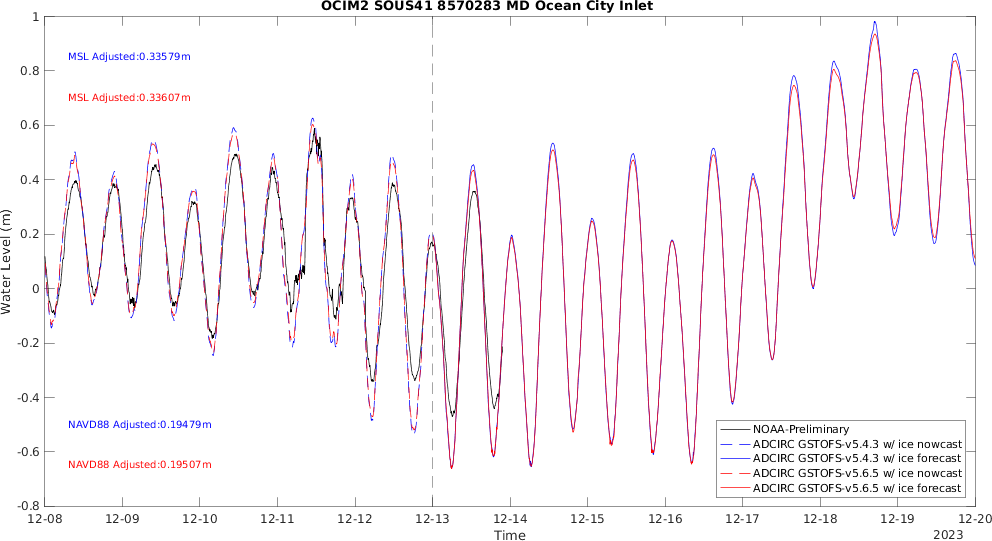 OCIM2 SOUS41 8570283 MD Ocean City Inlet
Water Level (m)
1
0.8
0.6
0.4
0.2
0
-0.2
-0.4
-0.6
-0.8
MSL Adjusted:0.33579m
MSL Adjusted:0.33607m
NAVD88 Adjusted:0.19479m
NAVD88 Adjusted:0.19507m
NOAA-Preliminary
ADCIRC GSTOFS-v5.4.3 w/ ice nowcast
ADCIRC GSTOFS-v5.4.3 w/ ice forecast
ADCIRC GSTOFS-v5.6.5 w/ ice nowcast
ADCIRC GSTOFS-v5.6.5 w/ ice forecast
12-08 12-09 12-10 12-11 12-12 12-13 12-14 12-15 12-16 12-17 12-18 12-19 12-20
Time
2023